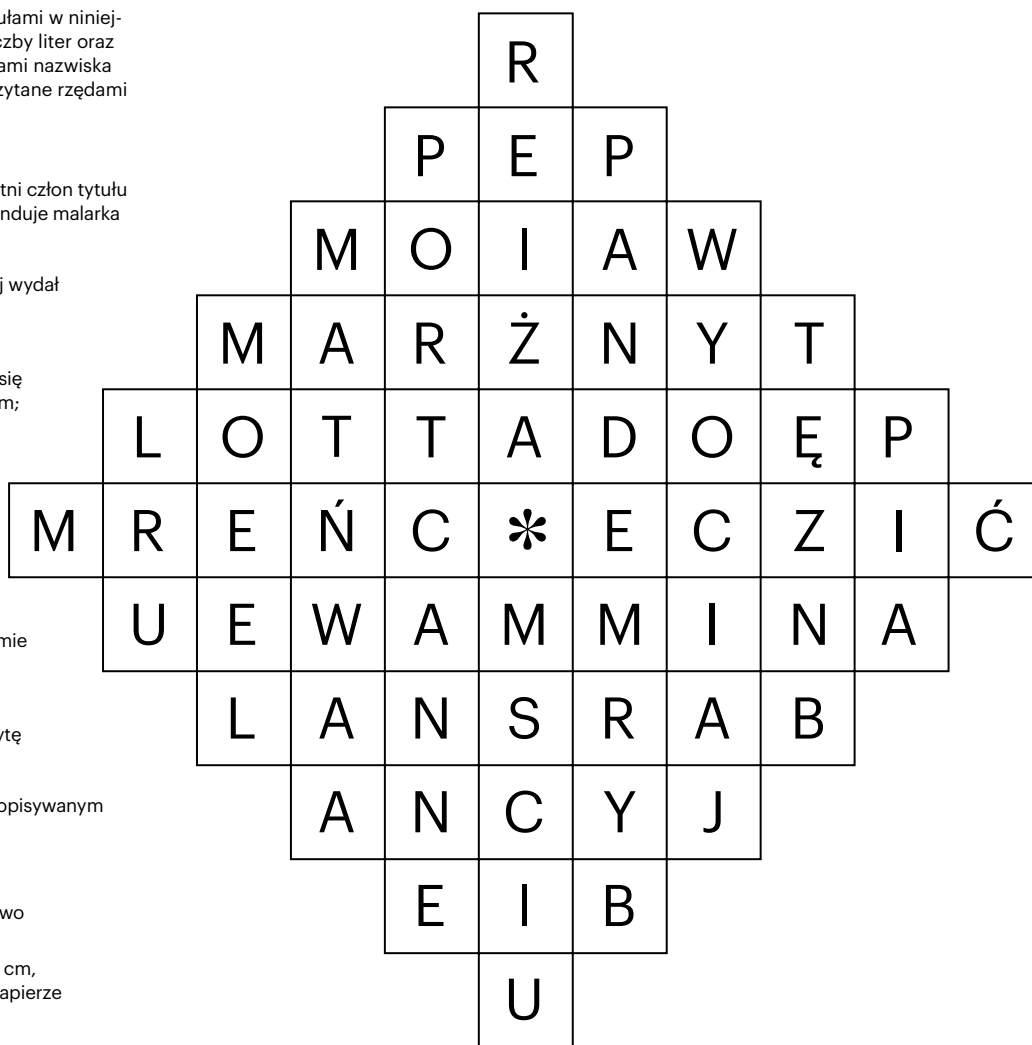 ułami w niniej-
czby liter oraz
ami nazwiska
zytane rzędami
tni człon tytułu
nduje malarka
j wydał
się
m;
mie
ytę
opisywanym
wo
cm,
apierze
R
P E P
M O I A W
M A R Ż N Y T
L O T T A D O Ę P
M R E Ń C * E C Z I Ć
U E W A M M I N A
L A N S R A B
A N C Y J
E I B
U